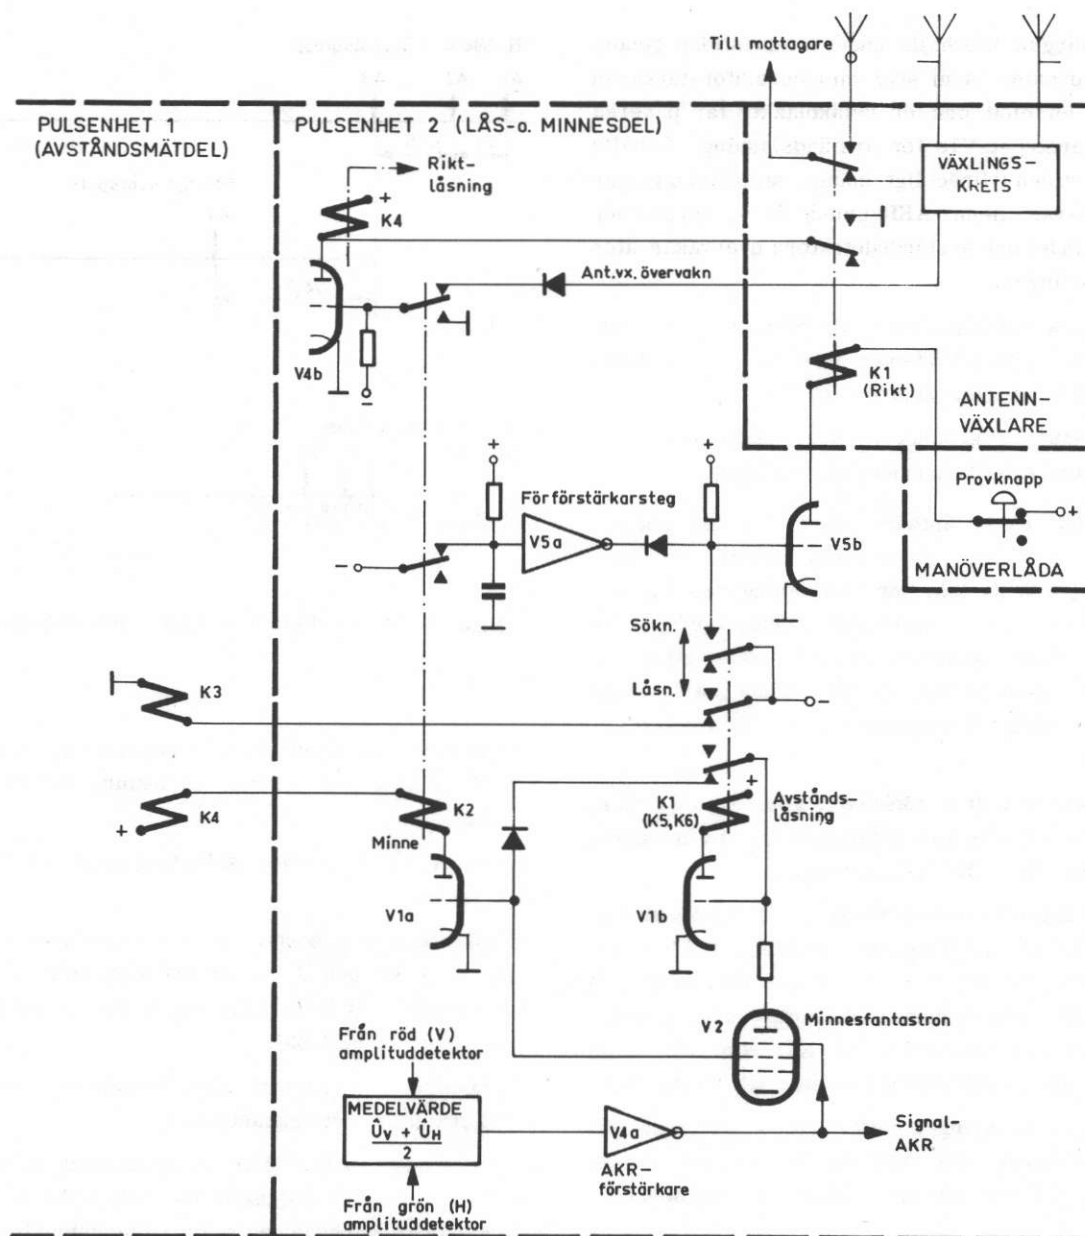 Till mottagare
PULSENHET 1
(AVSTÅNDSMÄTDEL)
PULSENHET 2 (LÅS-o. MINNESDEL)
Rikt-
låsning
+
K4
VÄXLINGS-
KRETS
Ant.vx. övervakn
V4b
−
K1
(Rikt)
ANTENN-
VÄXLARE
+
+
Förförstärkarsteg
Provknapp
+
V5a
V5b
−
MANÖVERLÅDA
Sökn.
Låsn.
−
K3
K4
+
K2
Minne
+
K1
(K5,K6)
Avstånds-
låsning
V1a
V1b
V2
Minnesfantastron
Från röd (V)
amplituddetektor
MEDELVÄRDE
Ûv + ÛH
2
V4a
Signal-
AKR
AKR-
förstärkare
Från grön (H)
amplituddetektor